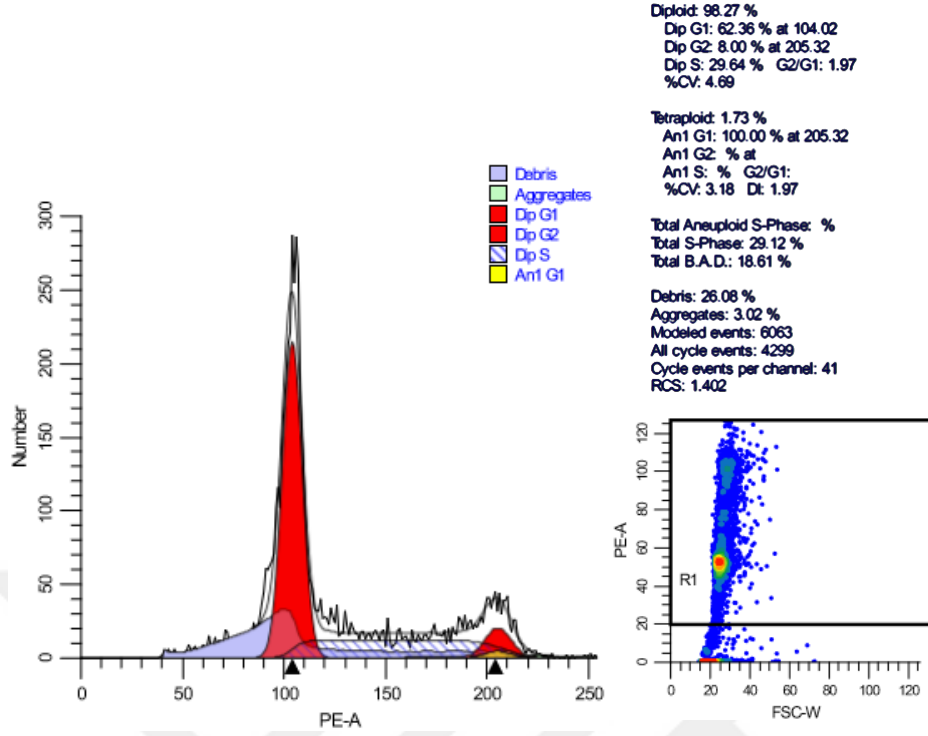 Diploid: 98.27 %
Dip G1: 62.36 % at 104.02
Dip G2: 8.00 % at 205.32
Dip S: 29.64 % G2/G1: 1.97
%CV: 4.69
Tetraploid: 1.73 %
An1 G1: 100.00 % at 205.32
An1 G2: % at
An1 S: % G2/G1:
%CV: 3.18 DI: 1.97
Total Aneuploid S-Phase: %
Total S-Phase: 29.12 %
Total B.A.D.: 18.61 %
Debris: 26.08 %
Aggregates: 3.02 %
Modeled events: 6063
All cycle events: 4299
Cycle events per channel: 41
RCS: 1.402
Debris
Aggregates
Dip G1
Dip G2
Dip S
An1 G1
Number
300
250
200
150
100
50
0
0 50 100 150 200 250
PE-A
PE-A
120
100
80
60
40
20
0
R1
0 20 40 60 80 100 120
FSC-W